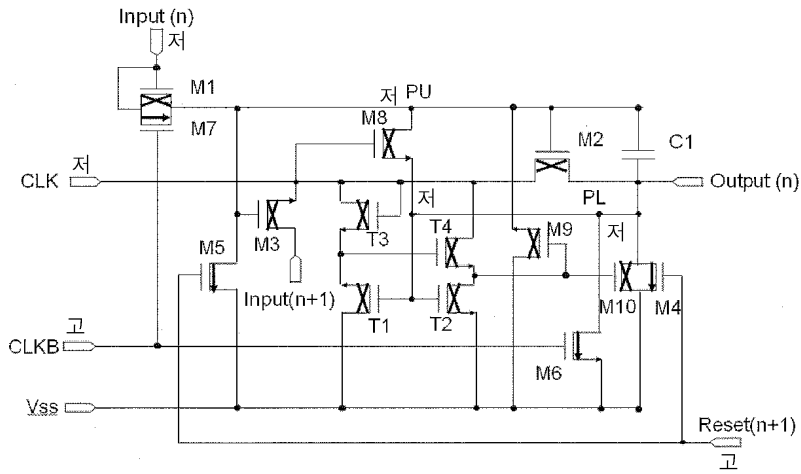 Input (n)
저
M1
저 PU
M7
M8
M2
C1
저
CLK
저
PL
Output (n)
T4
M9
저
M5
M3
T3
Input(n+1)
M10 M4
T1 T2
고
CLKB
M6
Vss
Reset(n+1)
고